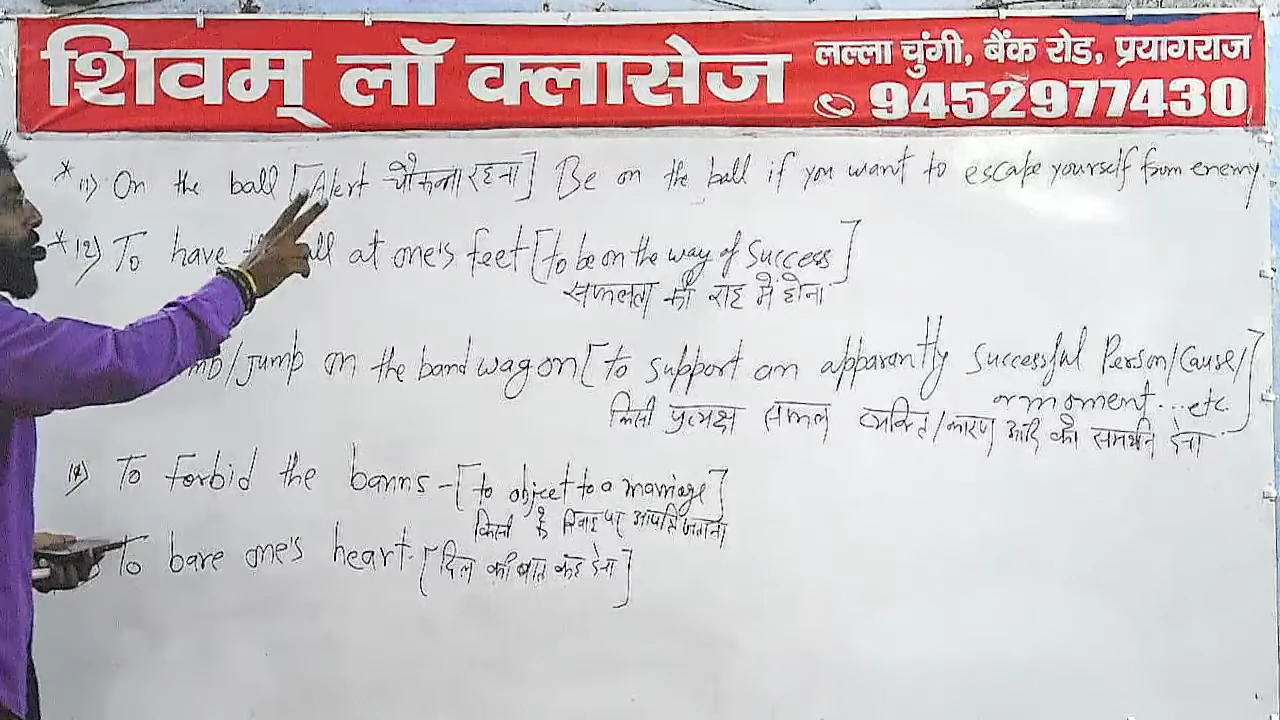 शिवम् लॉ क्लासेज
लल्ला चुंगी, बैंक रोड, प्रयागराज
9452977430
* 11) On the ball [Alert चौकन्ना रहना] Be on the ball if you want to escape yourself from enemy.
* 12) To have all at one's feet [to be on the way of Success]
सफलता की राह में होना
/Jump on the band wagon [to support an apparantly Successful Person/Cause/
or moment...etc.]
किसी प्रत्यक्ष सफल व्यक्ति/कारण आदि को समर्थन देना
14) To Forbid the banns - [to object to a marriage]
किसी के विवाह पर आपत्ति जताना
To bare one's heart - [दिल की बात कह देना]